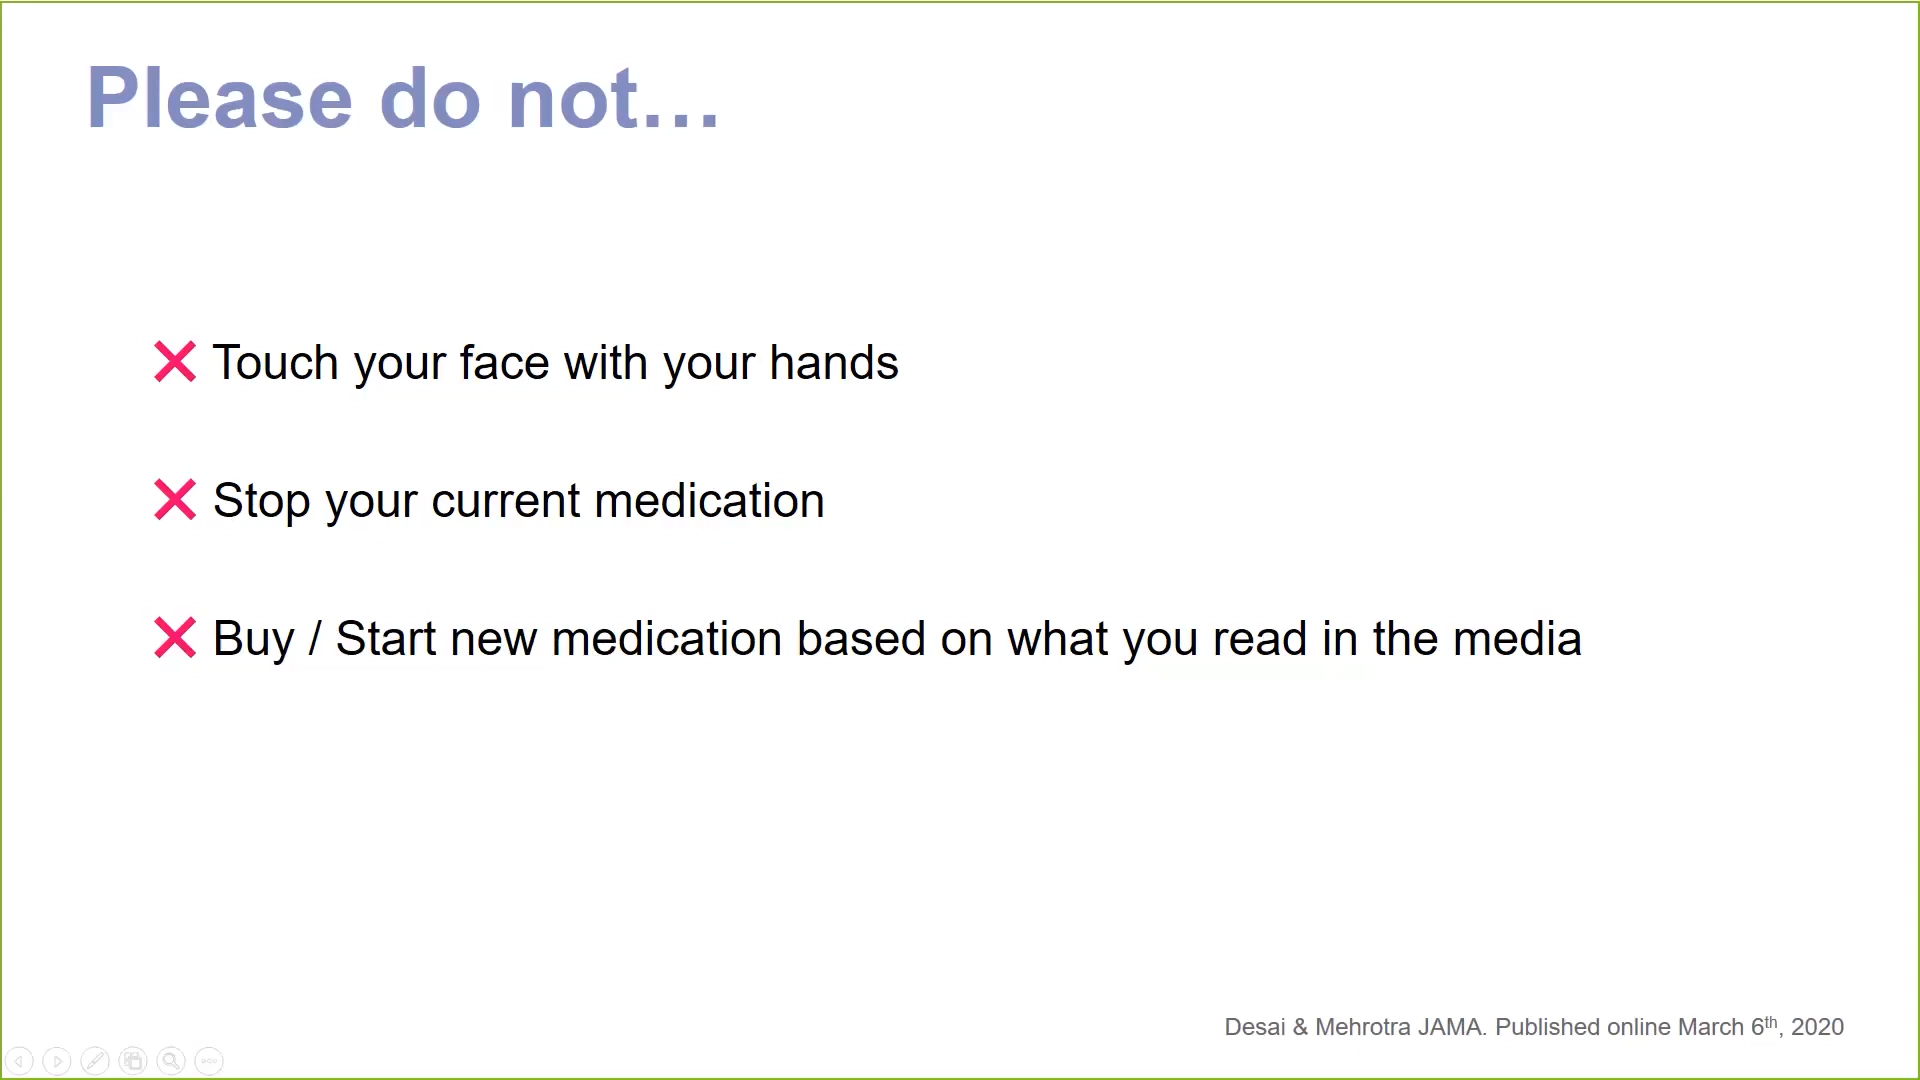 Please do not…
Touch your face with your hands
Stop your current medication
Buy / Start new medication based on what you read in the media
Desai & Mehrotra JAMA. Published online March 6th, 2020